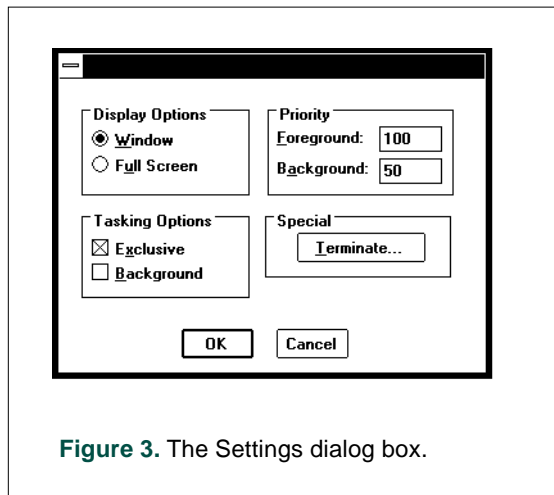 Display Options
Window
Full Screen
Priority
Foreground: 100
Background: 50
Tasking Options
Exclusive
Background
Special
Terminate...
OK Cancel
Figure 3. The Settings dialog box.